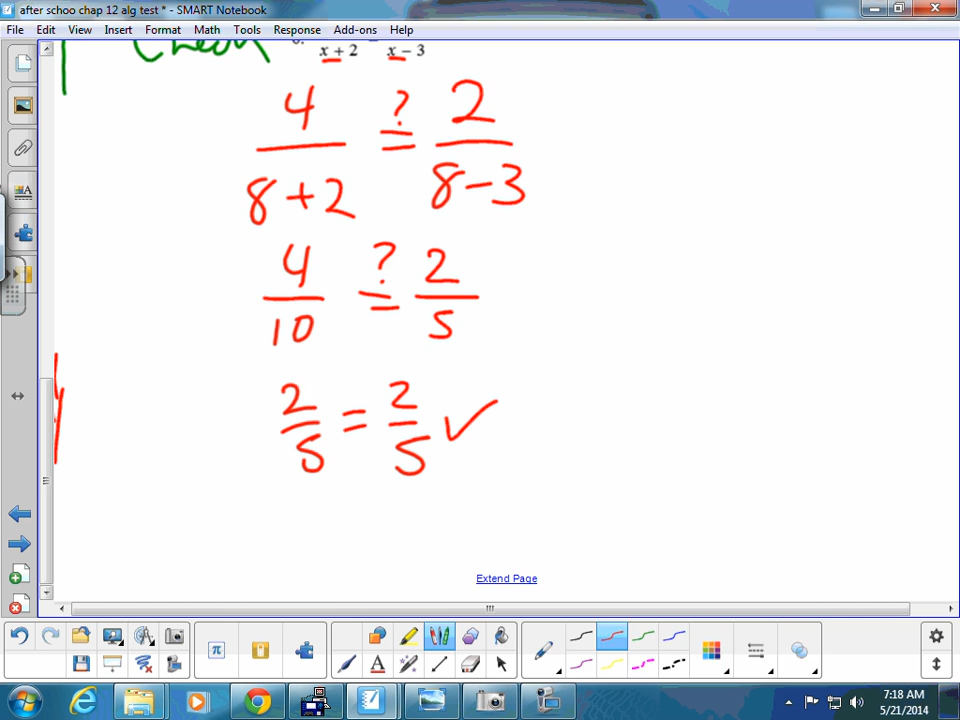 after schoo chap 12 alg test * - SMART Notebook
File Edit View Insert Format Math Tools Response Add-ons Help
Check
x + 2 x − 3
4 ? 2
= 
8+2 8−3
4 ? 2
=
10 5
2 = 2 ✓
5 5
Extend Page
7:18 AM
5/21/2014